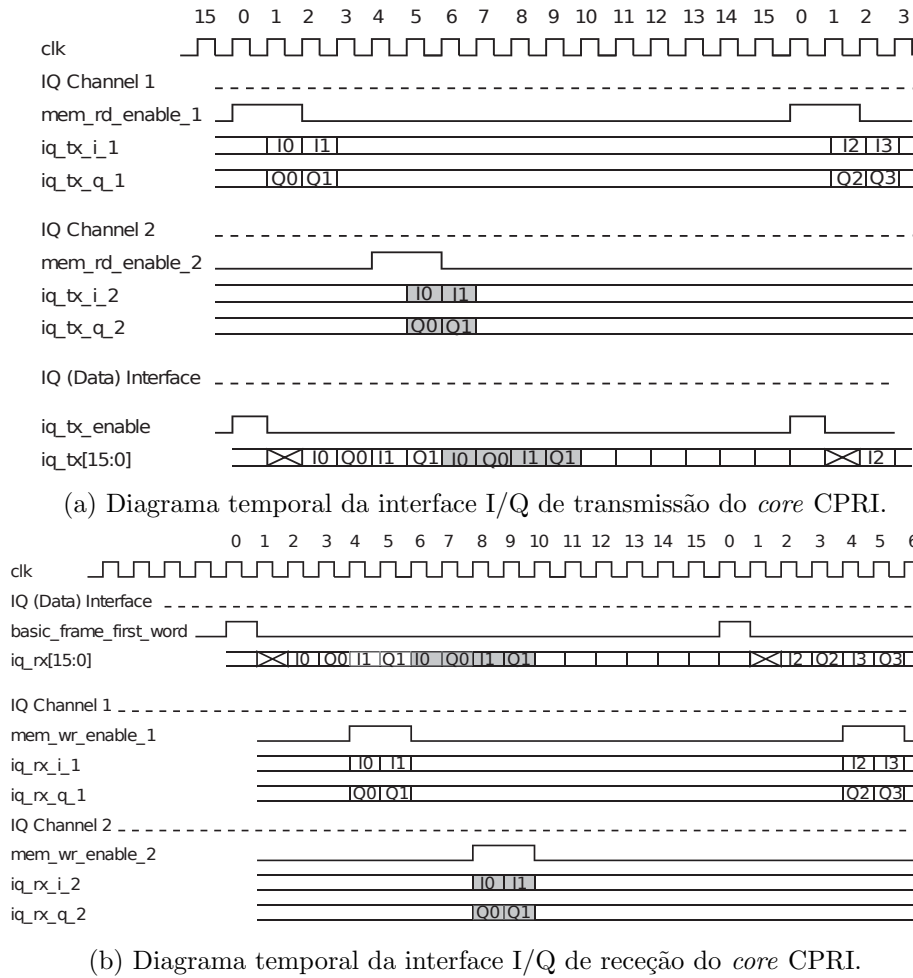 15 0 1 2 3 4 5 6 7 8 9 10 11 12 13 14 15 0 1 2 3
clk
IQ Channel 1
mem_rd_enable_1
iq_tx_i_1 I0 I1 I2 I3
iq_tx_q_1 Q0 Q1 Q2 Q3
IQ Channel 2
mem_rd_enable_2
iq_tx_i_2 I0 I1
iq_tx_q_2 Q0 Q1
IQ (Data) Interface
iq_tx_enable
iq_tx[15:0] I0 Q0 I1 Q1 I0 Q0 I1 Q1 I2
(a) Diagrama temporal da interface I/Q de transmissão do core CPRI.
0 1 2 3 4 5 6 7 8 9 10 11 12 13 14 15 0 1 2 3 4 5 6
clk
IQ (Data) Interface
basic_frame_first_word
iq_rx[15:0] I0 Q0 I1 Q1 I0 Q0 I1 Q1 I2 Q2 I3 Q3
IQ Channel 1
mem_wr_enable_1
iq_rx_i_1 I0 I1 I2 I3
iq_rx_q_1 Q0 Q1 Q2 Q3
IQ Channel 2
mem_wr_enable_2
iq_rx_i_2 I0 I1
iq_rx_q_2 Q0 Q1
(b) Diagrama temporal da interface I/Q de receção do core CPRI.